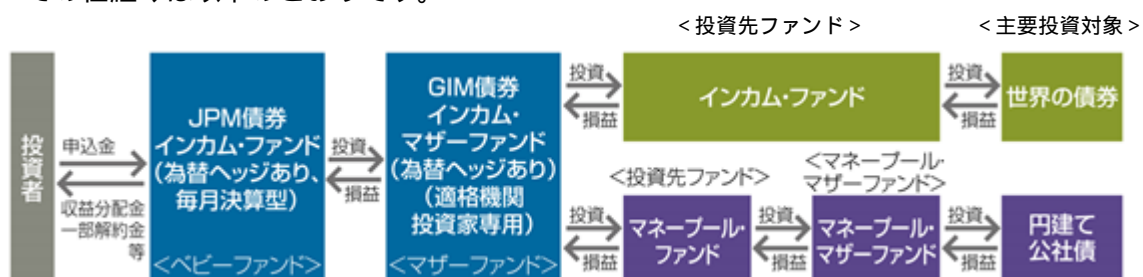 <投資先ファンド>
<主要投資対象>
投資者
申込金
収益分配金
一部解約金
等
JPM債券
インカム・ファンド
(為替ヘッジあり、
毎月決算型)
<ベビーファンド>
投資
損益
GIM債券
インカム・
マザーファンド
(為替ヘッジあり)
(適格機関
投資家専用)
<マザーファンド>
投資
損益
インカム・ファンド
投資
損益
世界の債券
<投資先ファンド>
<マネープール・
マザーファンド>
投資
損益
マネープール・
ファンド
投資
損益
マネープール・
マザーファンド
投資
損益
円建て
公社債